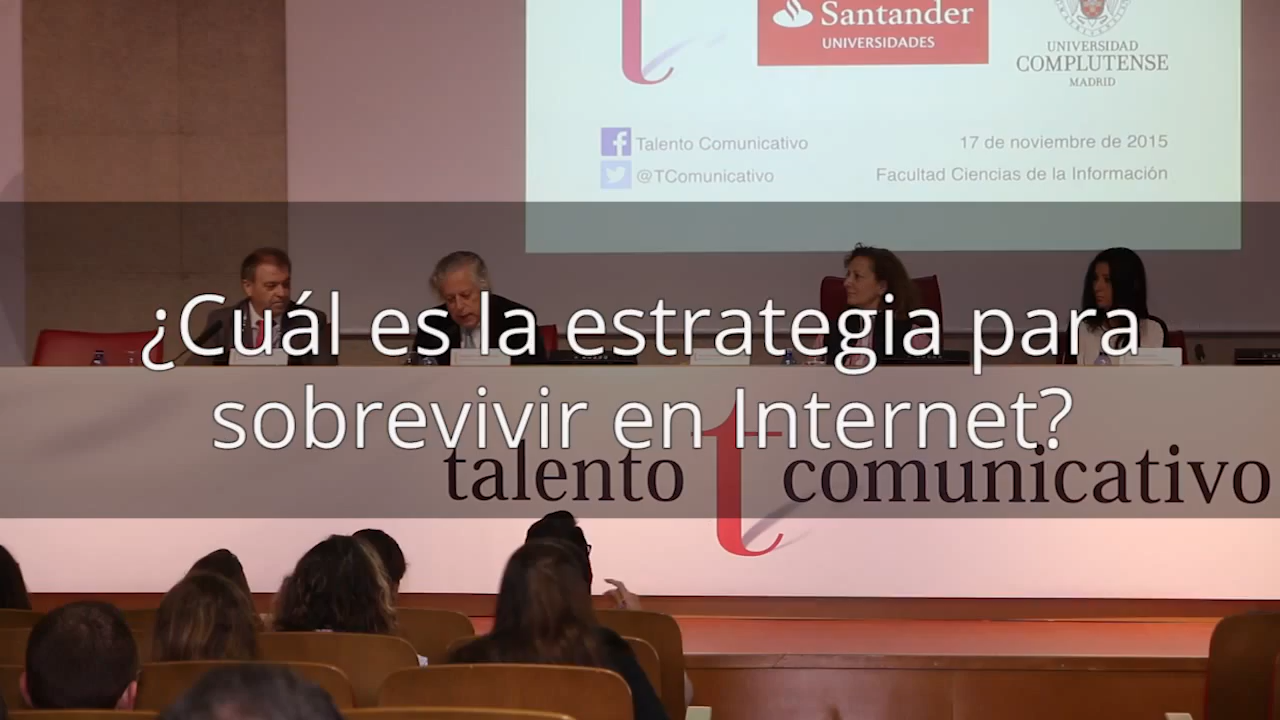 t
Santander
UNIVERSIDADES
UNIVERSIDAD
COMPLUTENSE
MADRID
f Talento Comunicativo
17 de noviembre de 2015
@TComunicativo
Facultad Ciencias de la Información
¿Cuál es la estrategia para
sobrevivir en Internet?
talento t comunicativo